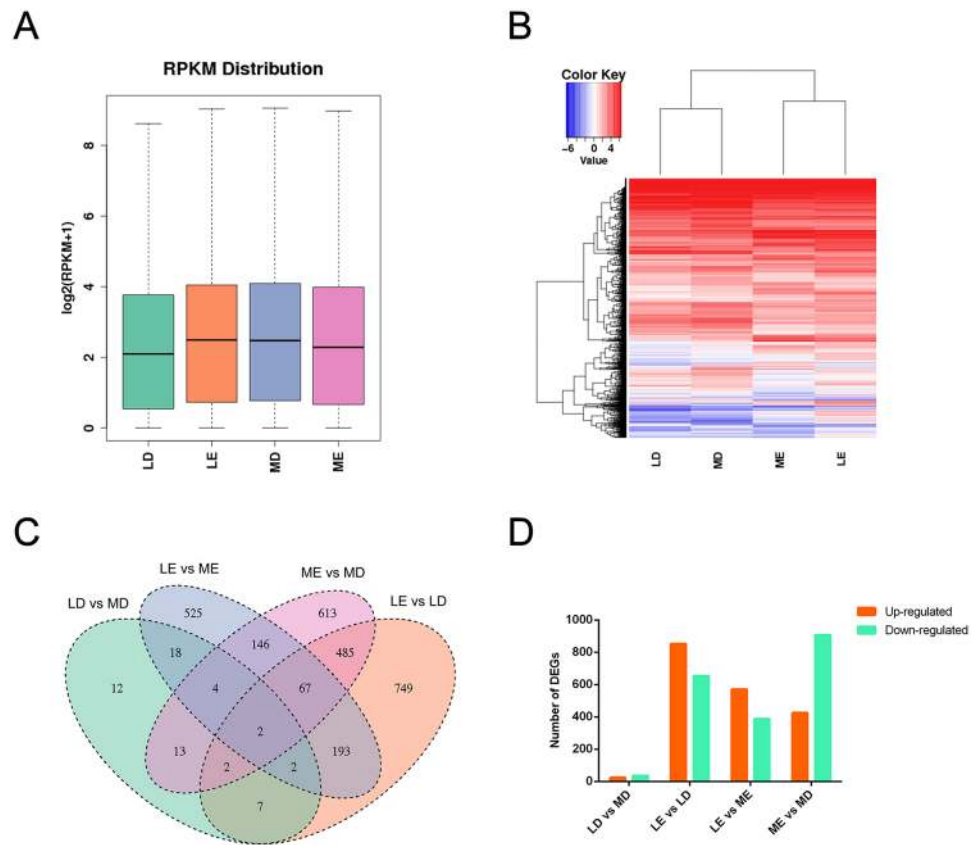 A
RPKM Distribution
log2(RPKM+1)
8
6
4
2
0
LD
LE
MD
ME
B
Color Key
-6 0 4
Value
LD
MD
ME
LE
C
LE vs ME
ME vs MD
LD vs MD
LE vs LD
525
613
18
146
485
12
4
67
749
2
13
193
2
2
7
D
Up-regulated
Down-regulated
Number of DEGs
1000
800
600
400
200
0
LD vs MD
LE vs LD
LE vs ME
ME vs MD